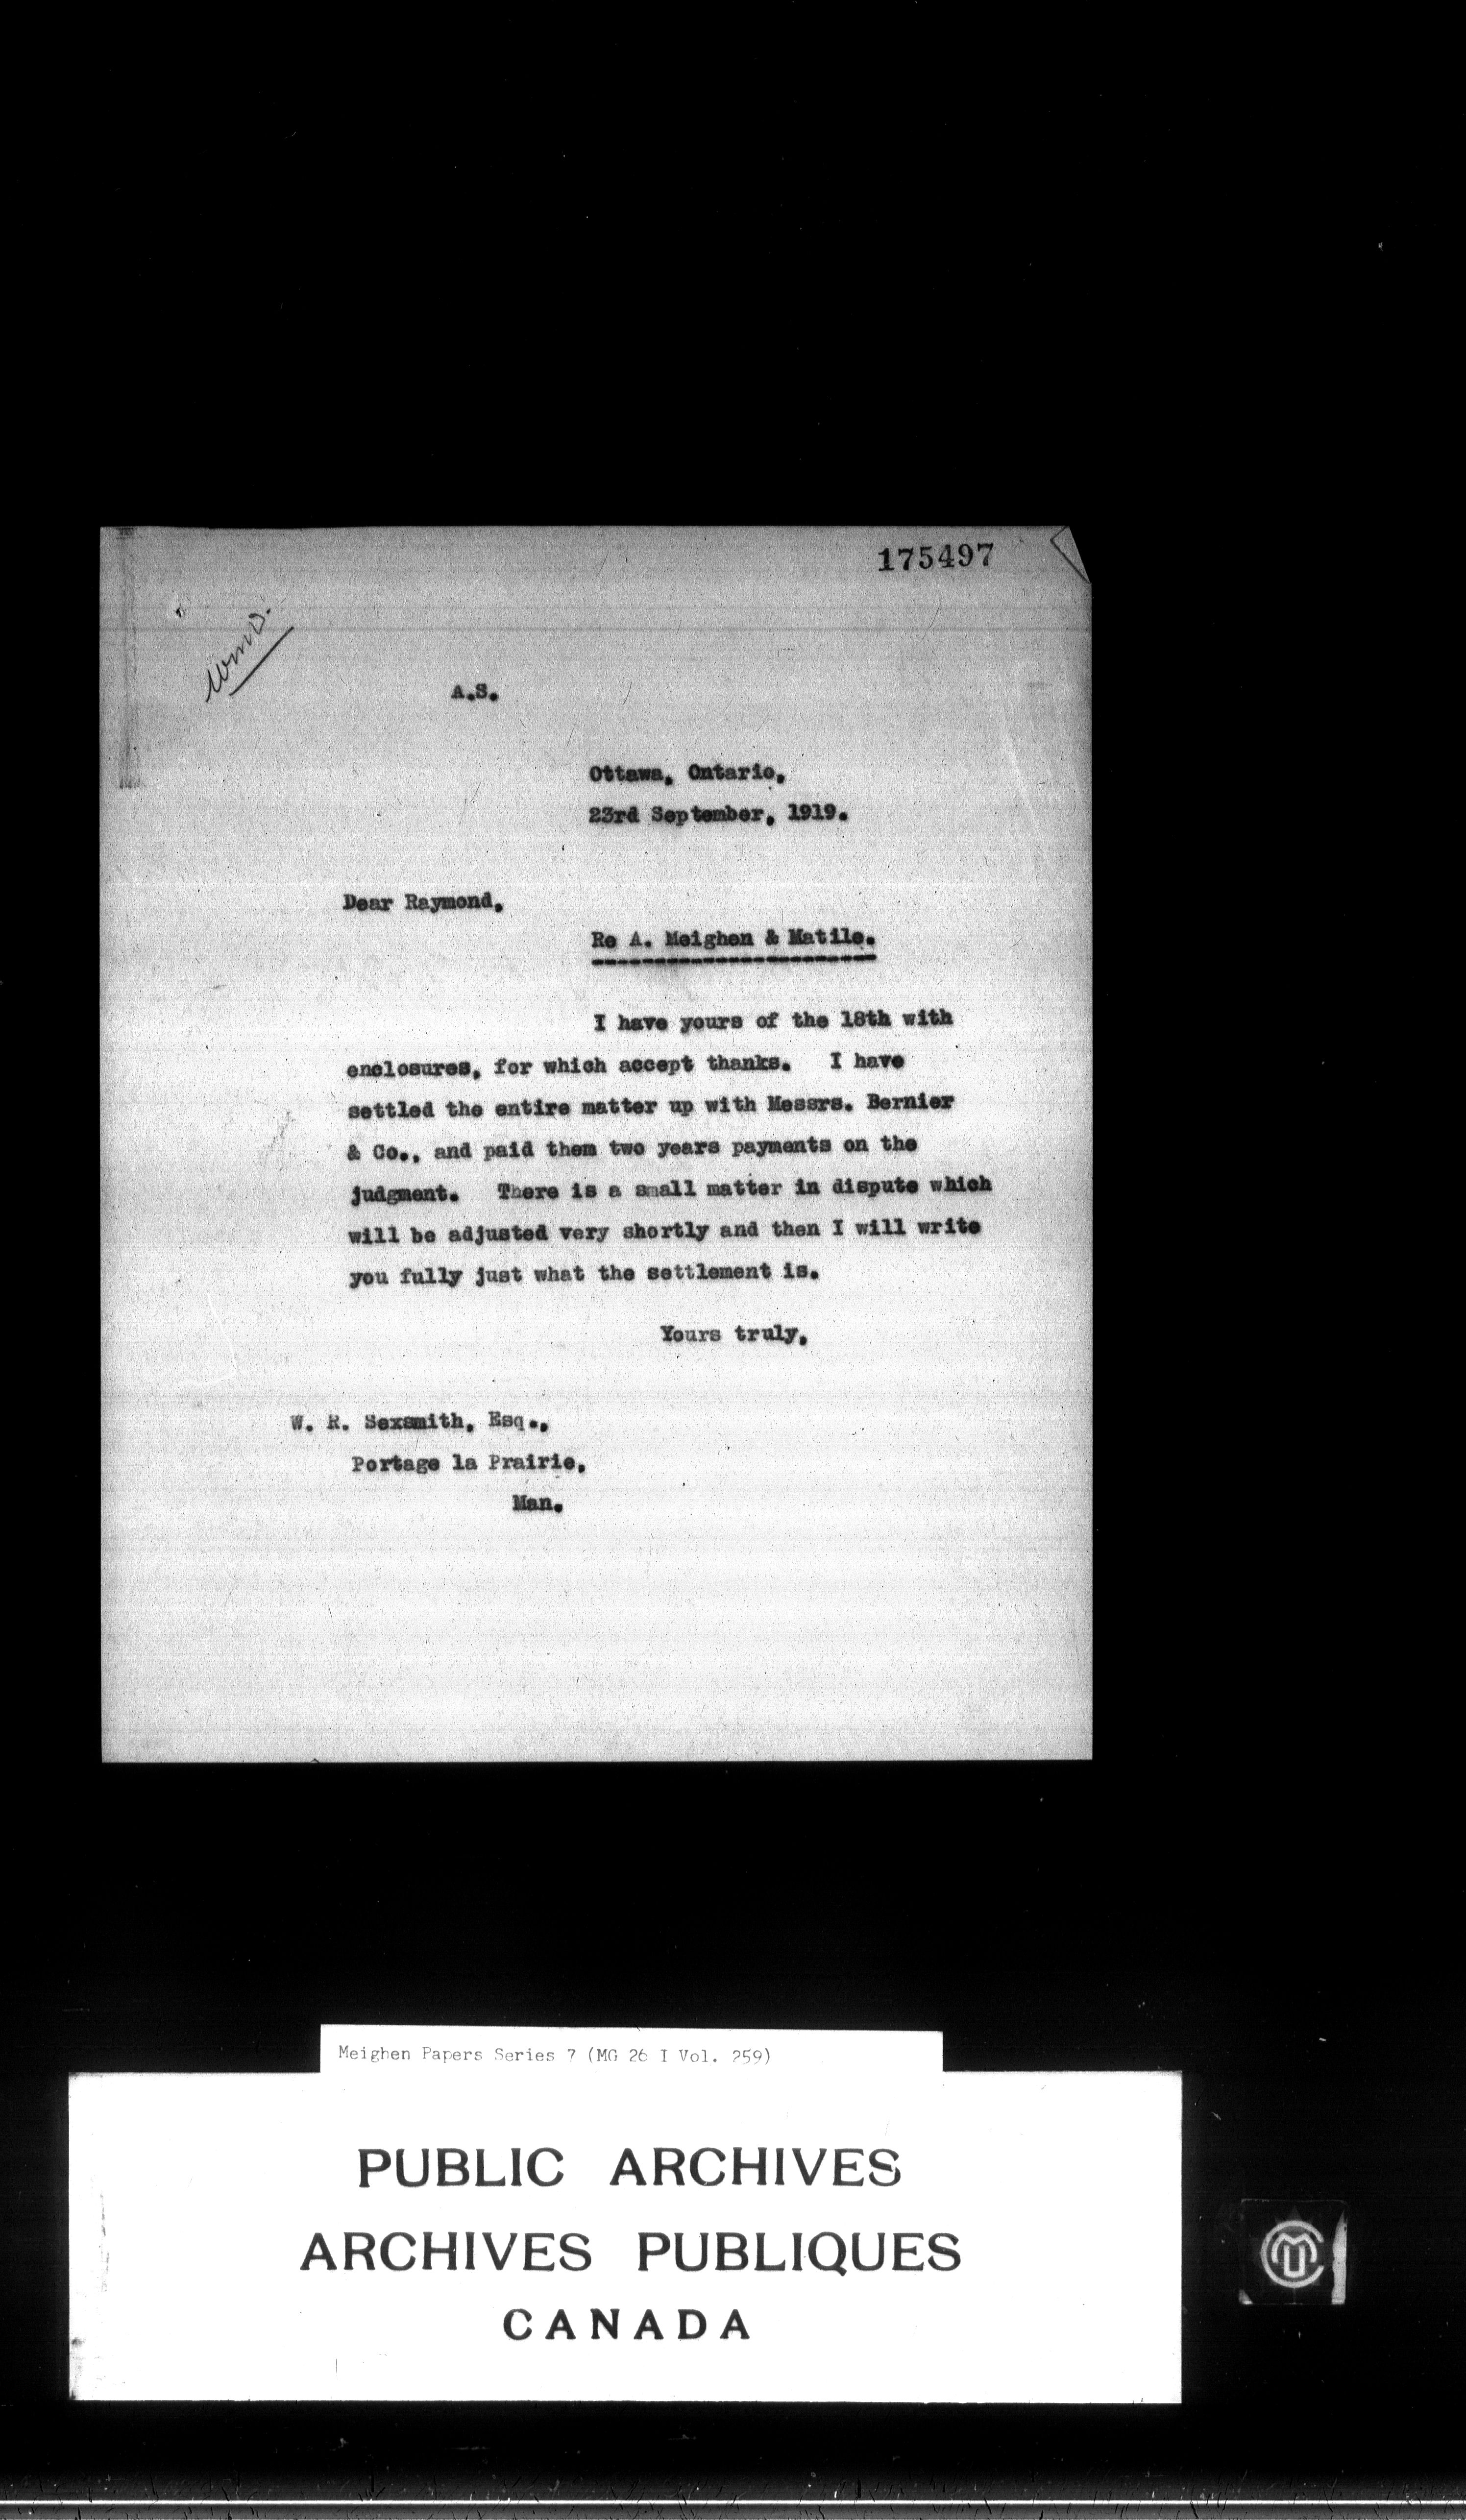 175497
A.S.
Ottawa, Ontario,
23rd September, 1919.
Dear Raymond,
Re A. Meighen & Matile.
I have yours of the 18th with
enclosures, for which accept thanks. I have
settled the entire matter up with Messrs. Bernier
& Co., and paid them two years payments on the
judgment. There is a small matter in dispute which
will be adjusted very shortly and then I will write
you fully just what the settlement is.
Yours truly,
W. R. Sexsmith, Esq.,
Portage la Prairie,
Man.
Meighen Papers Series 7 (MG 26 I Vol. 259)
PUBLIC ARCHIVES
ARCHIVES PUBLIQUES
CANADA